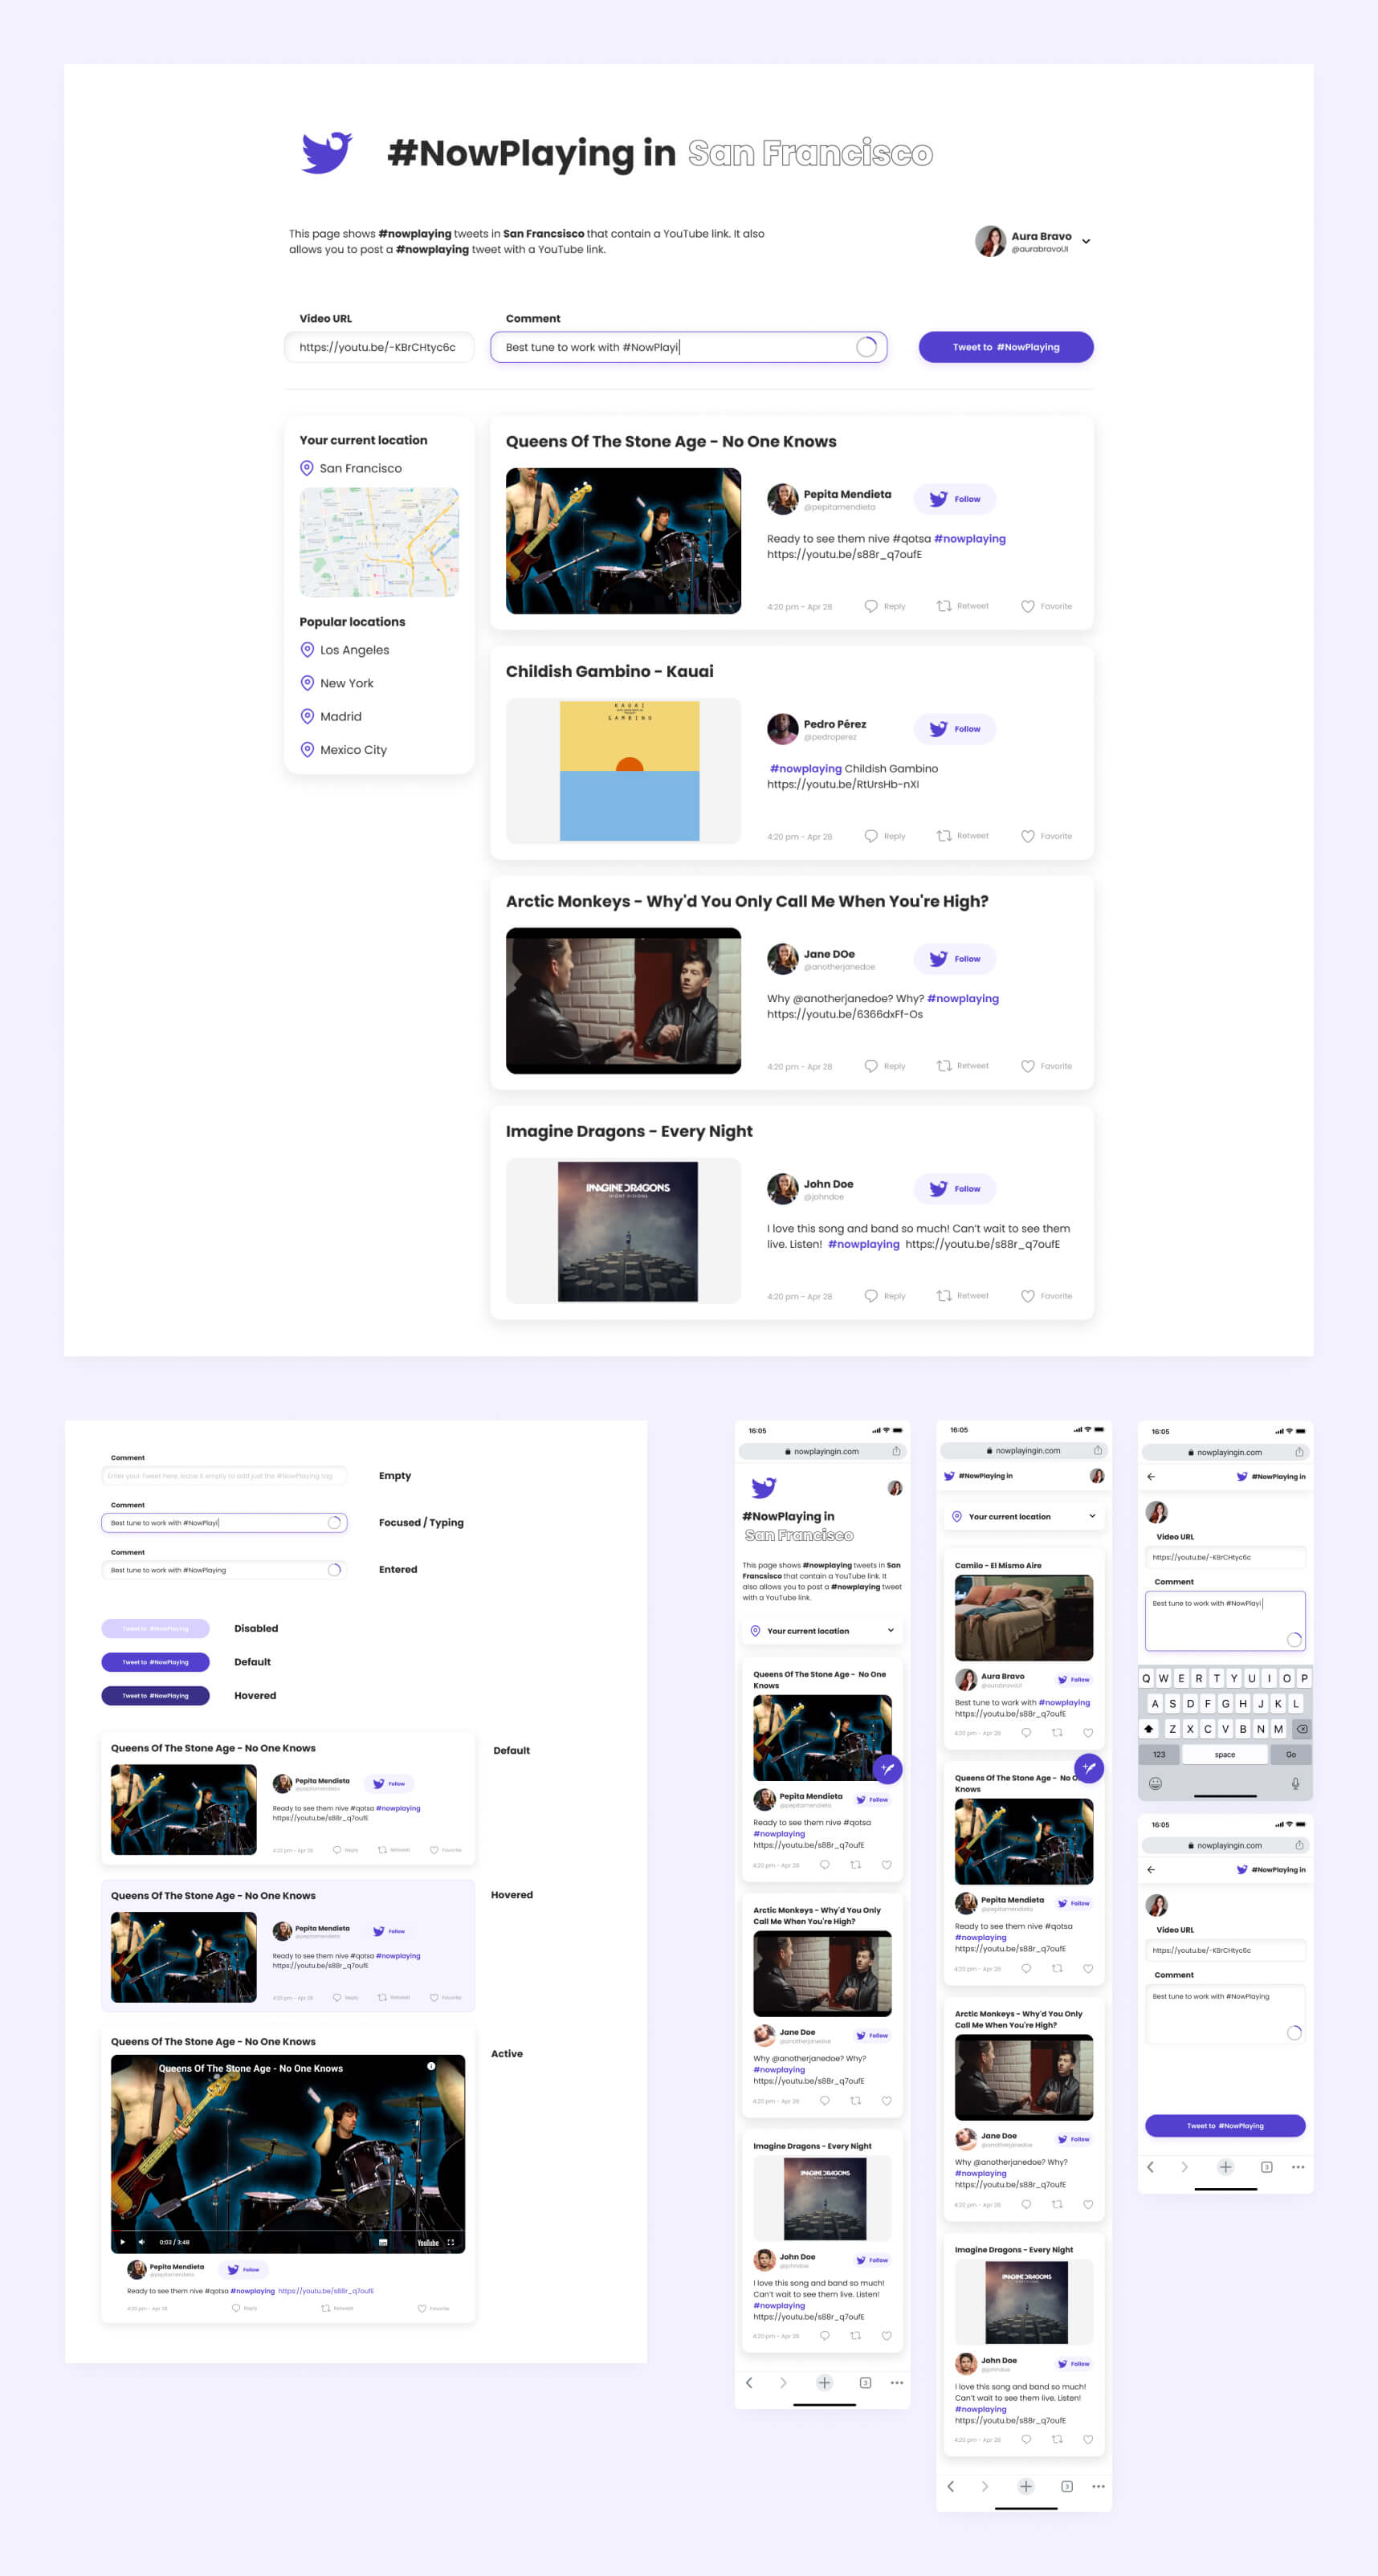 #NowPlaying in San Francisco
This page shows #nowplaying tweets in San Francsisco that contain a YouTube link. It also
allows you to post a #nowplaying tweet with a YouTube link.
Aura Bravo
@aurabravoUI
Video URL
Comment
https://youtu.be/-KBrCHtyc6c
Best tune to work with #NowPlayi
Tweet to #NowPlaying
Your current location
San Francisco
Popular locations
Los Angeles
New York
Madrid
Mexico City
Queens Of The Stone Age - No One Knows
Pepita Mendieta
@pepitamendieta
Follow
Ready to see them nive #qotsa #nowplaying
https://youtu.be/s88r_q7oufE
4:20 pm - Apr 28
Reply
Retweet
Favorite
Childish Gambino - Kauai
KAUAI
GAMBINO
Pedro Pérez
@pedroperez
Follow
#nowplaying Childish Gambino
https://youtu.be/RtUrsHb-nXI
4:20 pm - Apr 28
Reply
Retweet
Favorite
Arctic Monkeys - Why'd You Only Call Me When You're High?
Jane DOe
@anotherjanedoe
Follow
Why @anotherjanedoe? Why? #nowplaying
https://youtu.be/6366dxFf-Os
4:20 pm - Apr 28
Reply
Retweet
Favorite
Imagine Dragons - Every Night
IMAGINE DRAGONS
NIGHT VISIONS
John Doe
@johndoe
Follow
I love this song and band so much! Can't wait to see them
live. Listen! #nowplaying https://youtu.be/s88r_q7oufE
4:20 pm - Apr 28
Reply
Retweet
Favorite
Comment
Enter your Tweet here, leave it empty to add just the #NowPlaying tag
Empty
Comment
Best tune to work with #NowPlayi
Focused / Typing
Comment
Best tune to work with #NowPlaying
Entered
Tweet to #NowPlaying
Disabled
Tweet to #NowPlaying
Default
Tweet to #NowPlaying
Hovered
Queens Of The Stone Age - No One Knows
Default
Pepita Mendieta
@pepitamendieta
Follow
Ready to see them nive #qotsa #nowplaying
https://youtu.be/s88r_q7oufE
4:20 pm - Apr 28
Reply
Retweet
Favorite
Queens Of The Stone Age - No One Knows
Hovered
Pepita Mendieta
@pepitamendieta
Follow
Ready to see them nive #qotsa #nowplaying
https://youtu.be/s88r_q7oufE
4:20 pm - Apr 28
Reply
Retweet
Favorite
Queens Of The Stone Age - No One Knows
Active
Queens Of The Stone Age - No One Knows
0:03 / 3:48
YouTube
Pepita Mendieta
@pepitamendieta
Follow
Ready to see them nive #qotsa #nowplaying https://youtu.be/s88r_q7oufE
4:20 pm - Apr 28
Reply
Retweet
Favorite
16:05
nowplayingin.com
#NowPlaying in
San Francisco
This page shows #nowplaying tweets in San
Francsisco that contain a YouTube link. It
also allows you to post a #nowplaying tweet
with a YouTube link.
Your current location
Queens Of The Stone Age - No One
Knows
Pepita Mendieta
@pepitamendieta
Follow
Ready to see them nive #qotsa
#nowplaying
https://youtu.be/s88r_q7oufE
4:20 pm - Apr 28
Arctic Monkeys - Why'd You Only
Call Me When You're High?
Jane Doe
@anotherjanedoe
Follow
Why @anotherjanedoe? Why?
#nowplaying
https://youtu.be/s88r_q7oufE
4:20 pm - Apr 28
Imagine Dragons - Every Night
IMAGINE DRAGONS
John Doe
@johndoe
Follow
I love this song and band so much!
Can't wait to see them live. Listen!
#nowplaying
https://youtu.be/s88r_q7oufE
4:20 pm - Apr 28
3
16:05
nowplayingin.com
#NowPlaying in
Your current location
Camilo - El Mismo Aire
Aura Bravo
@aurabravoUI
Follow
Best tune to work with #nowplaying
https://youtu.be/s88r_q7oufE
4:20 pm - Apr 28
Queens Of The Stone Age - No O
Knows
Pepita Mendieta
@pepitamendieta
Follow
Ready to see them nive #qotsa
#nowplaying
https://youtu.be/s88r_q7oufE
4:20 pm - Apr 28
Arctic Monkeys - Why'd You Only
Call Me When You're High?
Jane Doe
@anotherjanedoe
Follow
Why @anotherjanedoe? Why?
#nowplaying
https://youtu.be/s88r_q7oufE
4:20 pm - Apr 28
Imagine Dragons - Every Night
IMAGINE DRAGONS
John Doe
@johndoe
Follow
I love this song and band so much!
Can't wait to see them live. Listen!
#nowplaying
https://youtu.be/s88r_q7oufE
4:20 pm - Apr 28
3
16:05
nowplayingin.com
#NowPlaying in
Video URL
https://youtu.be/-KBrCHtyc6c
Comment
Best tune to work with #NowPlayi
Q W E R T Y U I O P
A S D F G H J K L
Z X C V B N M
123
space
Go
16:05
nowplayingin.com
#NowPlaying in
Video URL
https://youtu.be/-KBrCHtyc6c
Comment
Best tune to work with #NowPlaying
Tweet to #NowPlaying
3